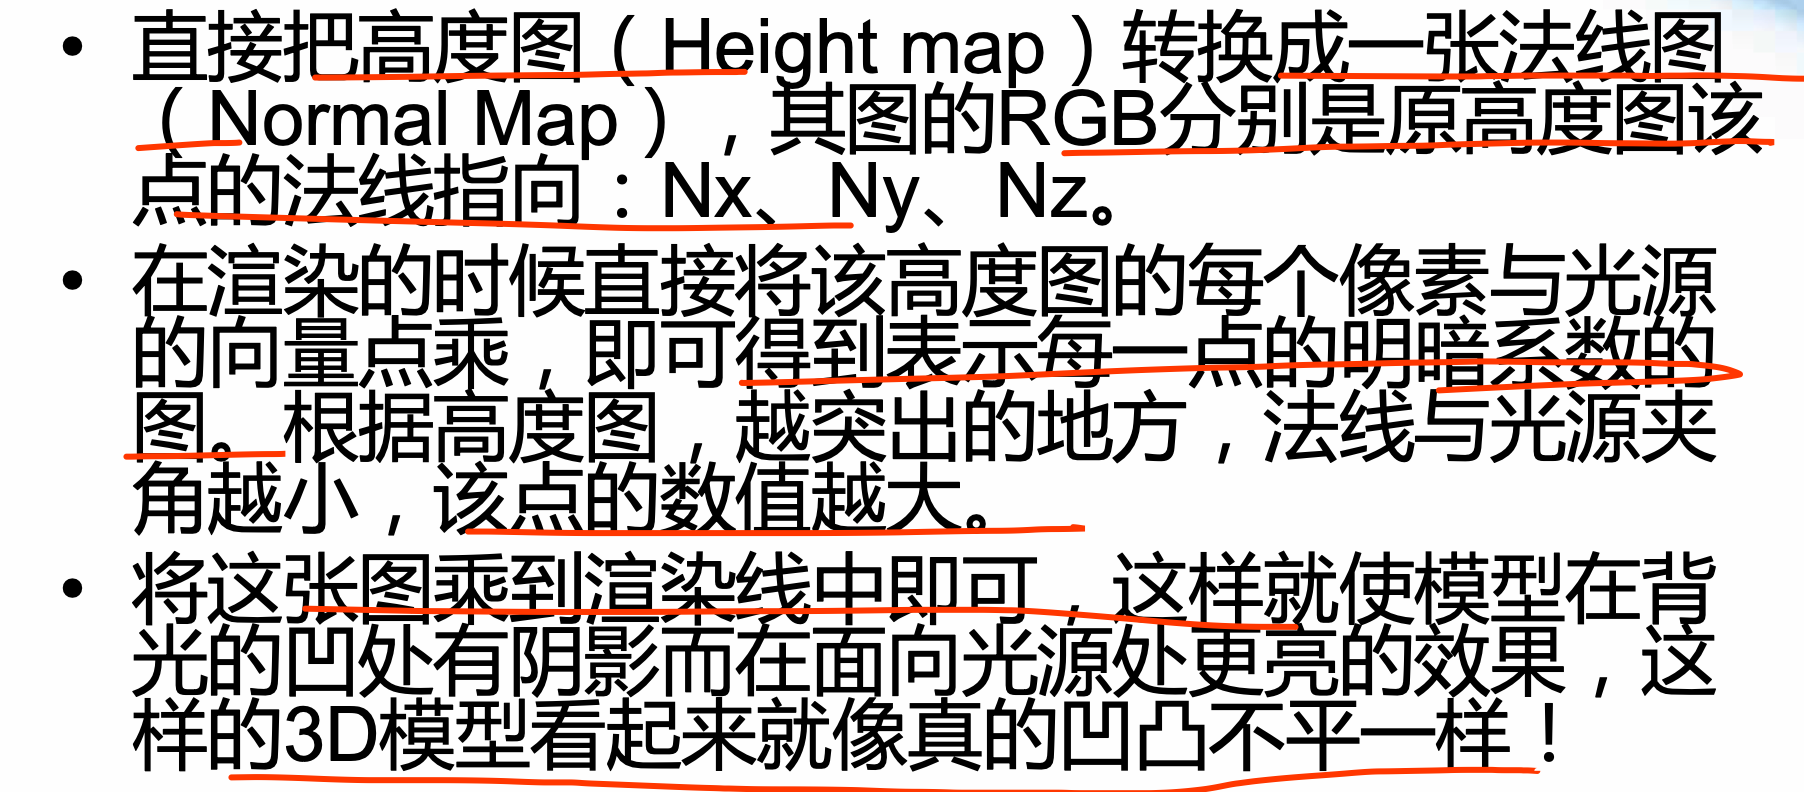 • 直接把高度图（Height map）转换成一张法线图
（Normal Map），其图的RGB分别是原高度图该
点的法线指向：Nx、Ny、Nz。
• 在渲染的时候直接将该高度图的每个像素与光源
的向量点乘，即可得到表示每一点的明暗系数的
图。根据高度图，越突出的地方，法线与光源夹
角越小，该点的数值越大。
• 将这张图乘到渲染线中即可，这样就使模型在背
光的凹处有阴影而在面向光源处更亮的效果，这
样的3D模型看起来就像真的凹凸不平一样！